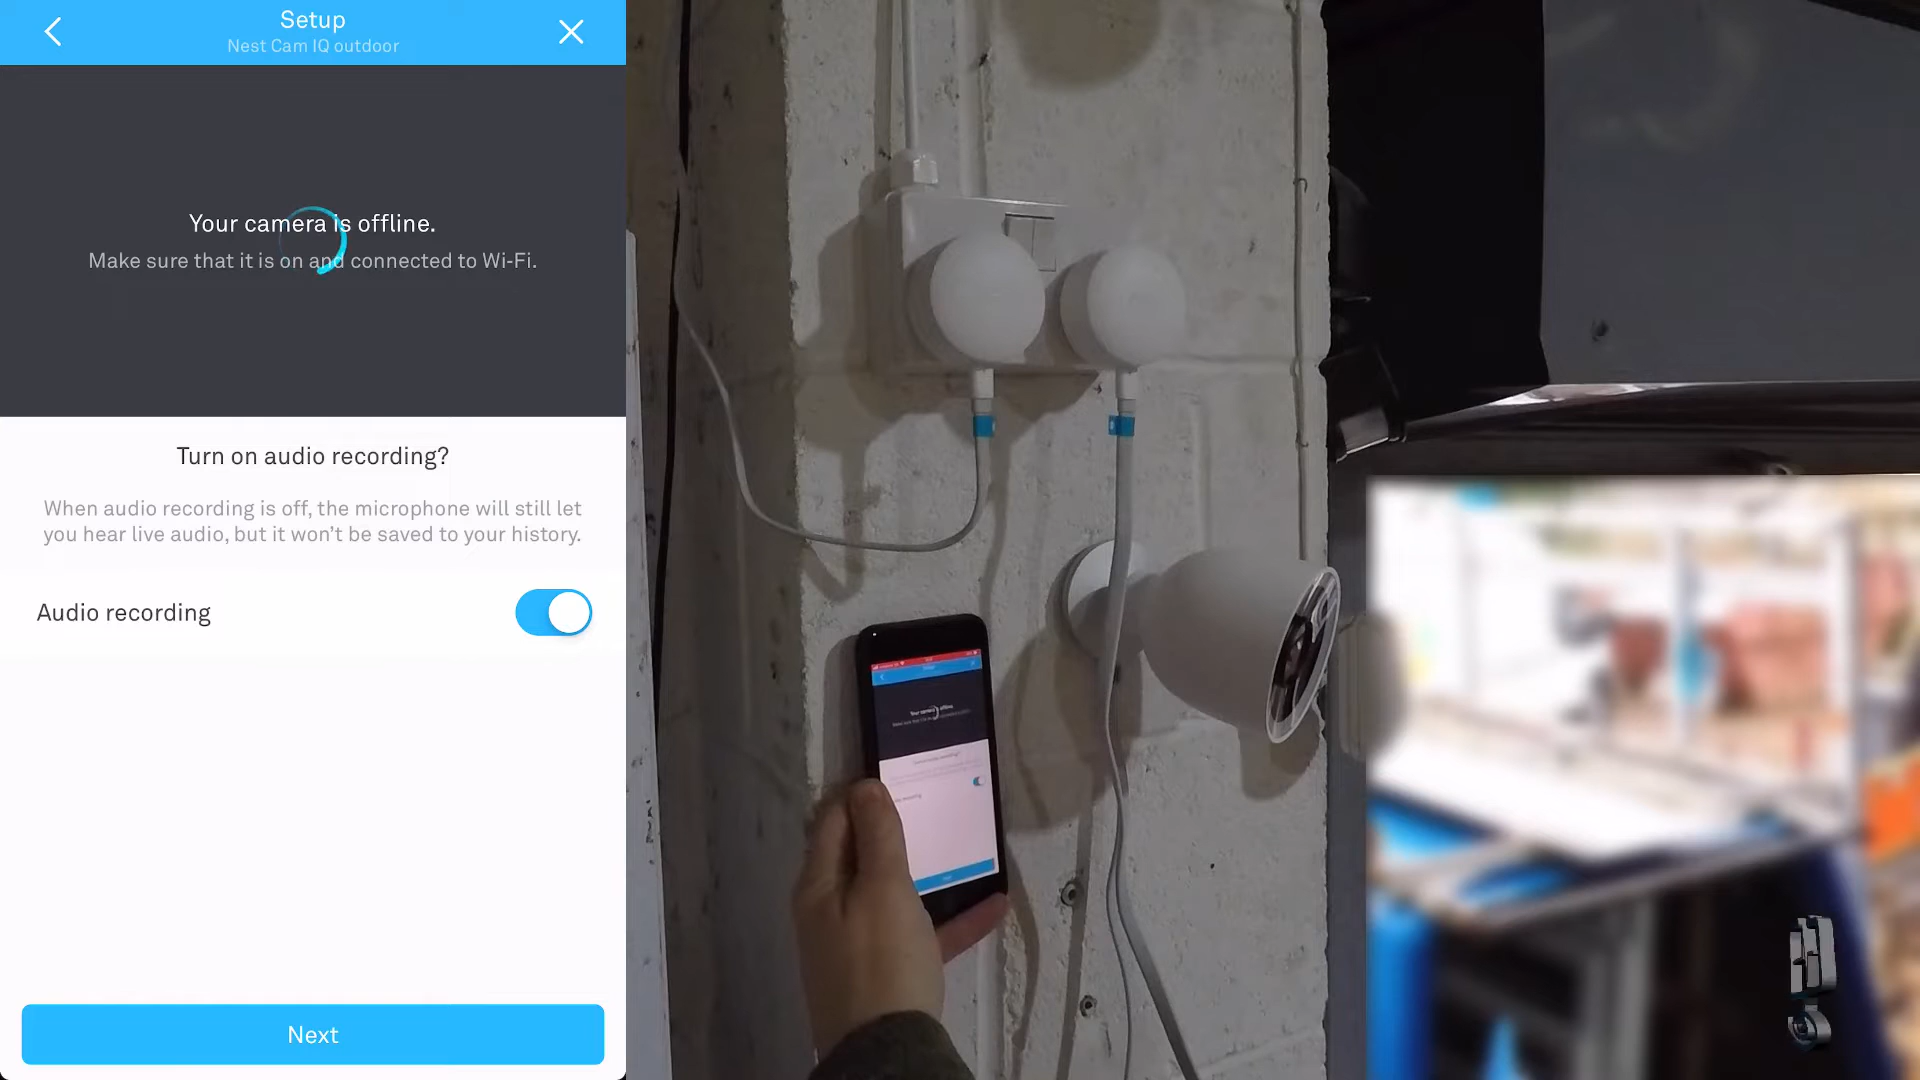 Setup
Nest Cam IQ outdoor
Your camera is offline.
Make sure that it is on and connected to Wi-Fi.
Turn on audio recording?
When audio recording is off, the microphone will still let
you hear live audio, but it won't be saved to your history.
Audio recording
Next